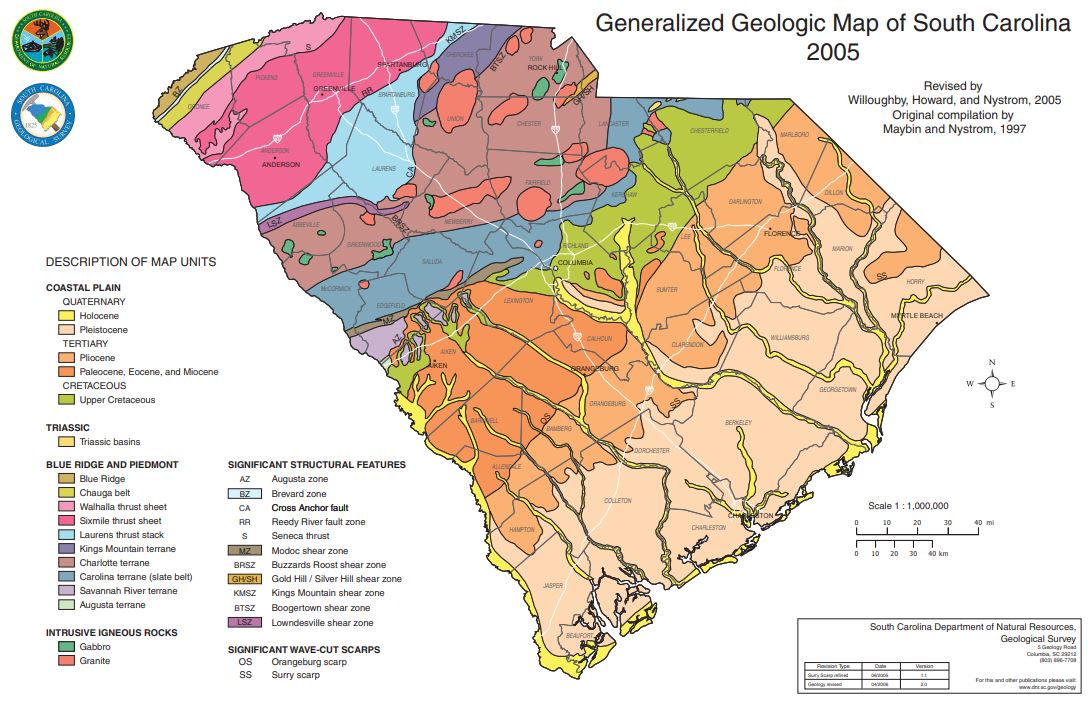 Generalized Geologic Map of South Carolina
2005
Revised by
Willoughby, Howard, and Nystrom, 2005
Original compilation by
Maybin and Nystrom, 1997
SOUTH CAROLINA
GEOLOGICAL SURVEY
1825
BZ
OCONEE
PICKENS
S
GREENVILLE
GREENVILLE
SPARTANBURG
SPARTANBURG
RR
KMSZ
CHEROKEE
BTSZ
YORK
ROCK HILL
GH/SH
ANDERSON
ANDERSON
LAURENS
CA
UNION
CHESTER
LANCASTER
CHESTERFIELD
MARLBORO
DILLON
DARLINGTON
FLORENCE
FLORENCE
MARION
HORRY
SS
MYRTLE BEACH
LSZ
ABBEVILLE
GREENWOOD
BRSZ
NEWBERRY
FAIRFIELD
KERSHAW
LEE
RICHLAND
COLUMBIA
SUMTER
SALUDA
McCORMICK
EDGEFIELD
MZ
AZ
LEXINGTON
CALHOUN
CLARENDON
WILLIAMSBURG
GEORGETOWN
AIKEN
AIKEN
ORANGEBURG
ORANGEBURG
SS
OS
BARNWELL
BAMBERG
BERKELEY
DORCHESTER
ALLENDALE
COLLETON
CHARLESTON
CHARLESTON
HAMPTON
JASPER
BEAUFORT
N
W E
S
DESCRIPTION OF MAP UNITS
COASTAL PLAIN
QUATERNARY
Holocene
Pleistocene
TERTIARY
Pliocene
Paleocene, Eocene, and Miocene
CRETACEOUS
Upper Cretaceous
TRIASSIC
Triassic basins
BLUE RIDGE AND PIEDMONT
Blue Ridge
Chauga belt
Walhalla thrust sheet
Sixmile thrust sheet
Laurens thrust stack
Kings Mountain terrane
Charlotte terrane
Carolina terrane (slate belt)
Savannah River terrane
Augusta terrane
INTRUSIVE IGNEOUS ROCKS
Gabbro
Granite
SIGNIFICANT STRUCTURAL FEATURES
AZ Augusta zone
BZ Brevard zone
CA Cross Anchor fault
RR Reedy River fault zone
S Seneca thrust
MZ Modoc shear zone
BRSZ Buzzards Roost shear zone
GH/SH Gold Hill / Silver Hill shear zone
KMSZ Kings Mountain shear zone
BTSZ Boogertown shear zone
LSZ Lowndesville shear zone
SIGNIFICANT WAVE-CUT SCARPS
OS Orangeburg scarp
SS Surry scarp
Scale 1 : 1,000,000
0 10 20 30 40 mi
0 10 20 30 40 km
South Carolina Department of Natural Resources,
Geological Survey
5 Geology Road
Columbia, SC 29212
(803) 896-7708
Revision Type Date Version
Surry Scarp refined 06/2005 1.1
Geology revised 04/2006 2.0
For this and other publications please visit:
www.dnr.sc.gov/geology